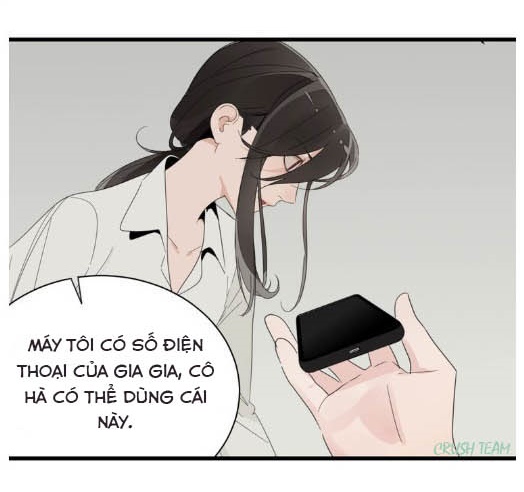 MÁY TÔI CÓ SỐ ĐIỆN
THOẠI CỦA GIA GIA, CÔ
HÀ CÓ THỂ DÙNG CÁI
NÀY.
CRUSH TEAM